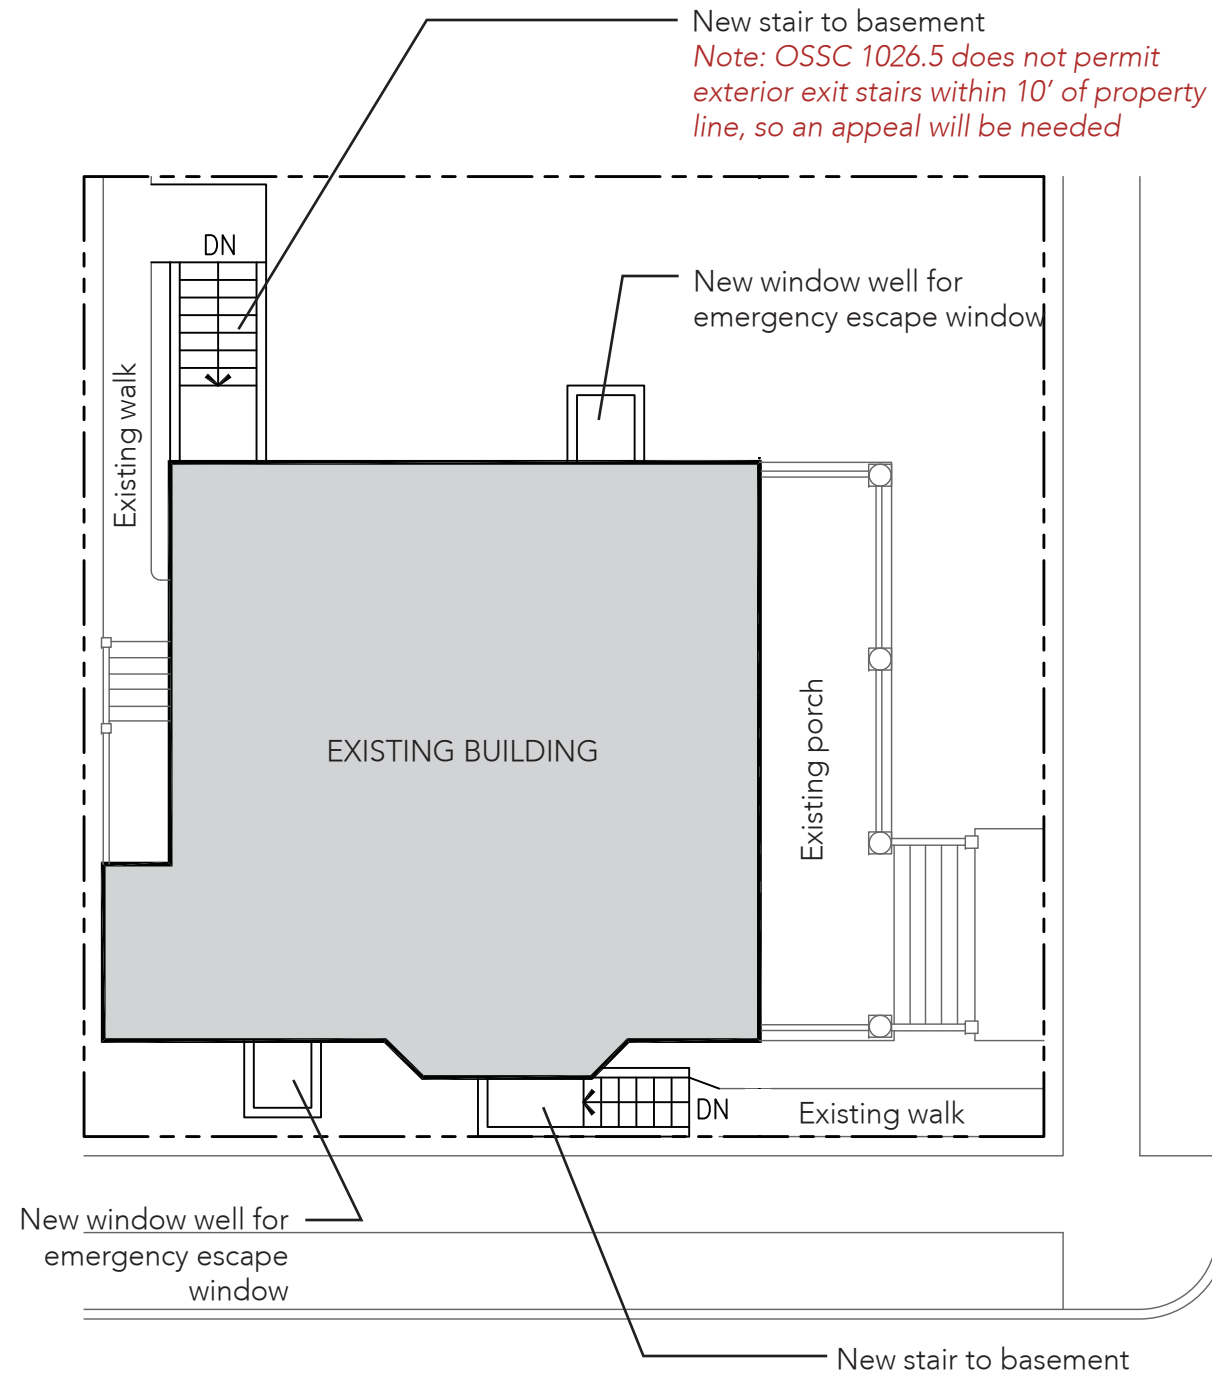 New stair to basement
Note: OSSC 1026.5 does not permit
exterior exit stairs within 10’ of property
line, so an appeal will be needed
DN
New window well for
emergency escape window
Existing walk
EXISTING BUILDING
Existing porch
DN
Existing walk
New window well for
emergency escape
window
New stair to basement